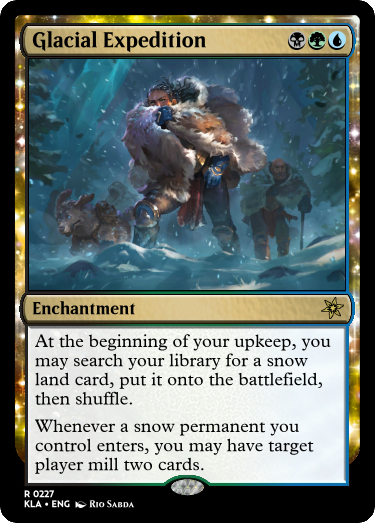 Glacial Expedition
Enchantment
At the beginning of your upkeep, you
may search your library for a snow
land card, put it onto the battlefield,
then shuffle.
Whenever a snow permanent you
control enters, you may have target
player mill two cards.
R 0227
KLA • ENG Rio Sabda